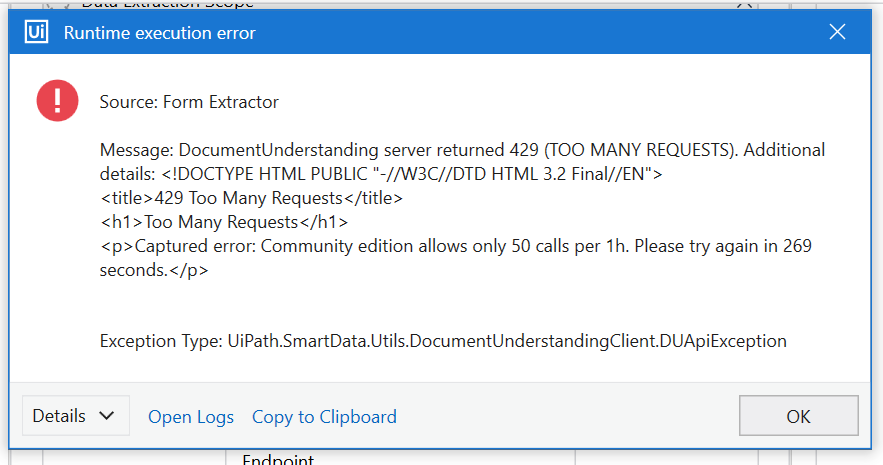 Data Extraction Scope
Ui Runtime execution error
Source: Form Extractor
Message: DocumentUnderstanding server returned 429 (TOO MANY REQUESTS). Additional
details: <!DOCTYPE HTML PUBLIC "-//W3C//DTD HTML 3.2 Final//EN">
<title>429 Too Many Requests</title>
<h1>Too Many Requests</h1>
<p>Captured error: Community edition allows only 50 calls per 1h. Please try again in 269
seconds.</p>
Exception Type: UiPath.SmartData.Utils.DocumentUnderstandingClient.DUApiException
Details Open Logs Copy to Clipboard OK
Endpoint